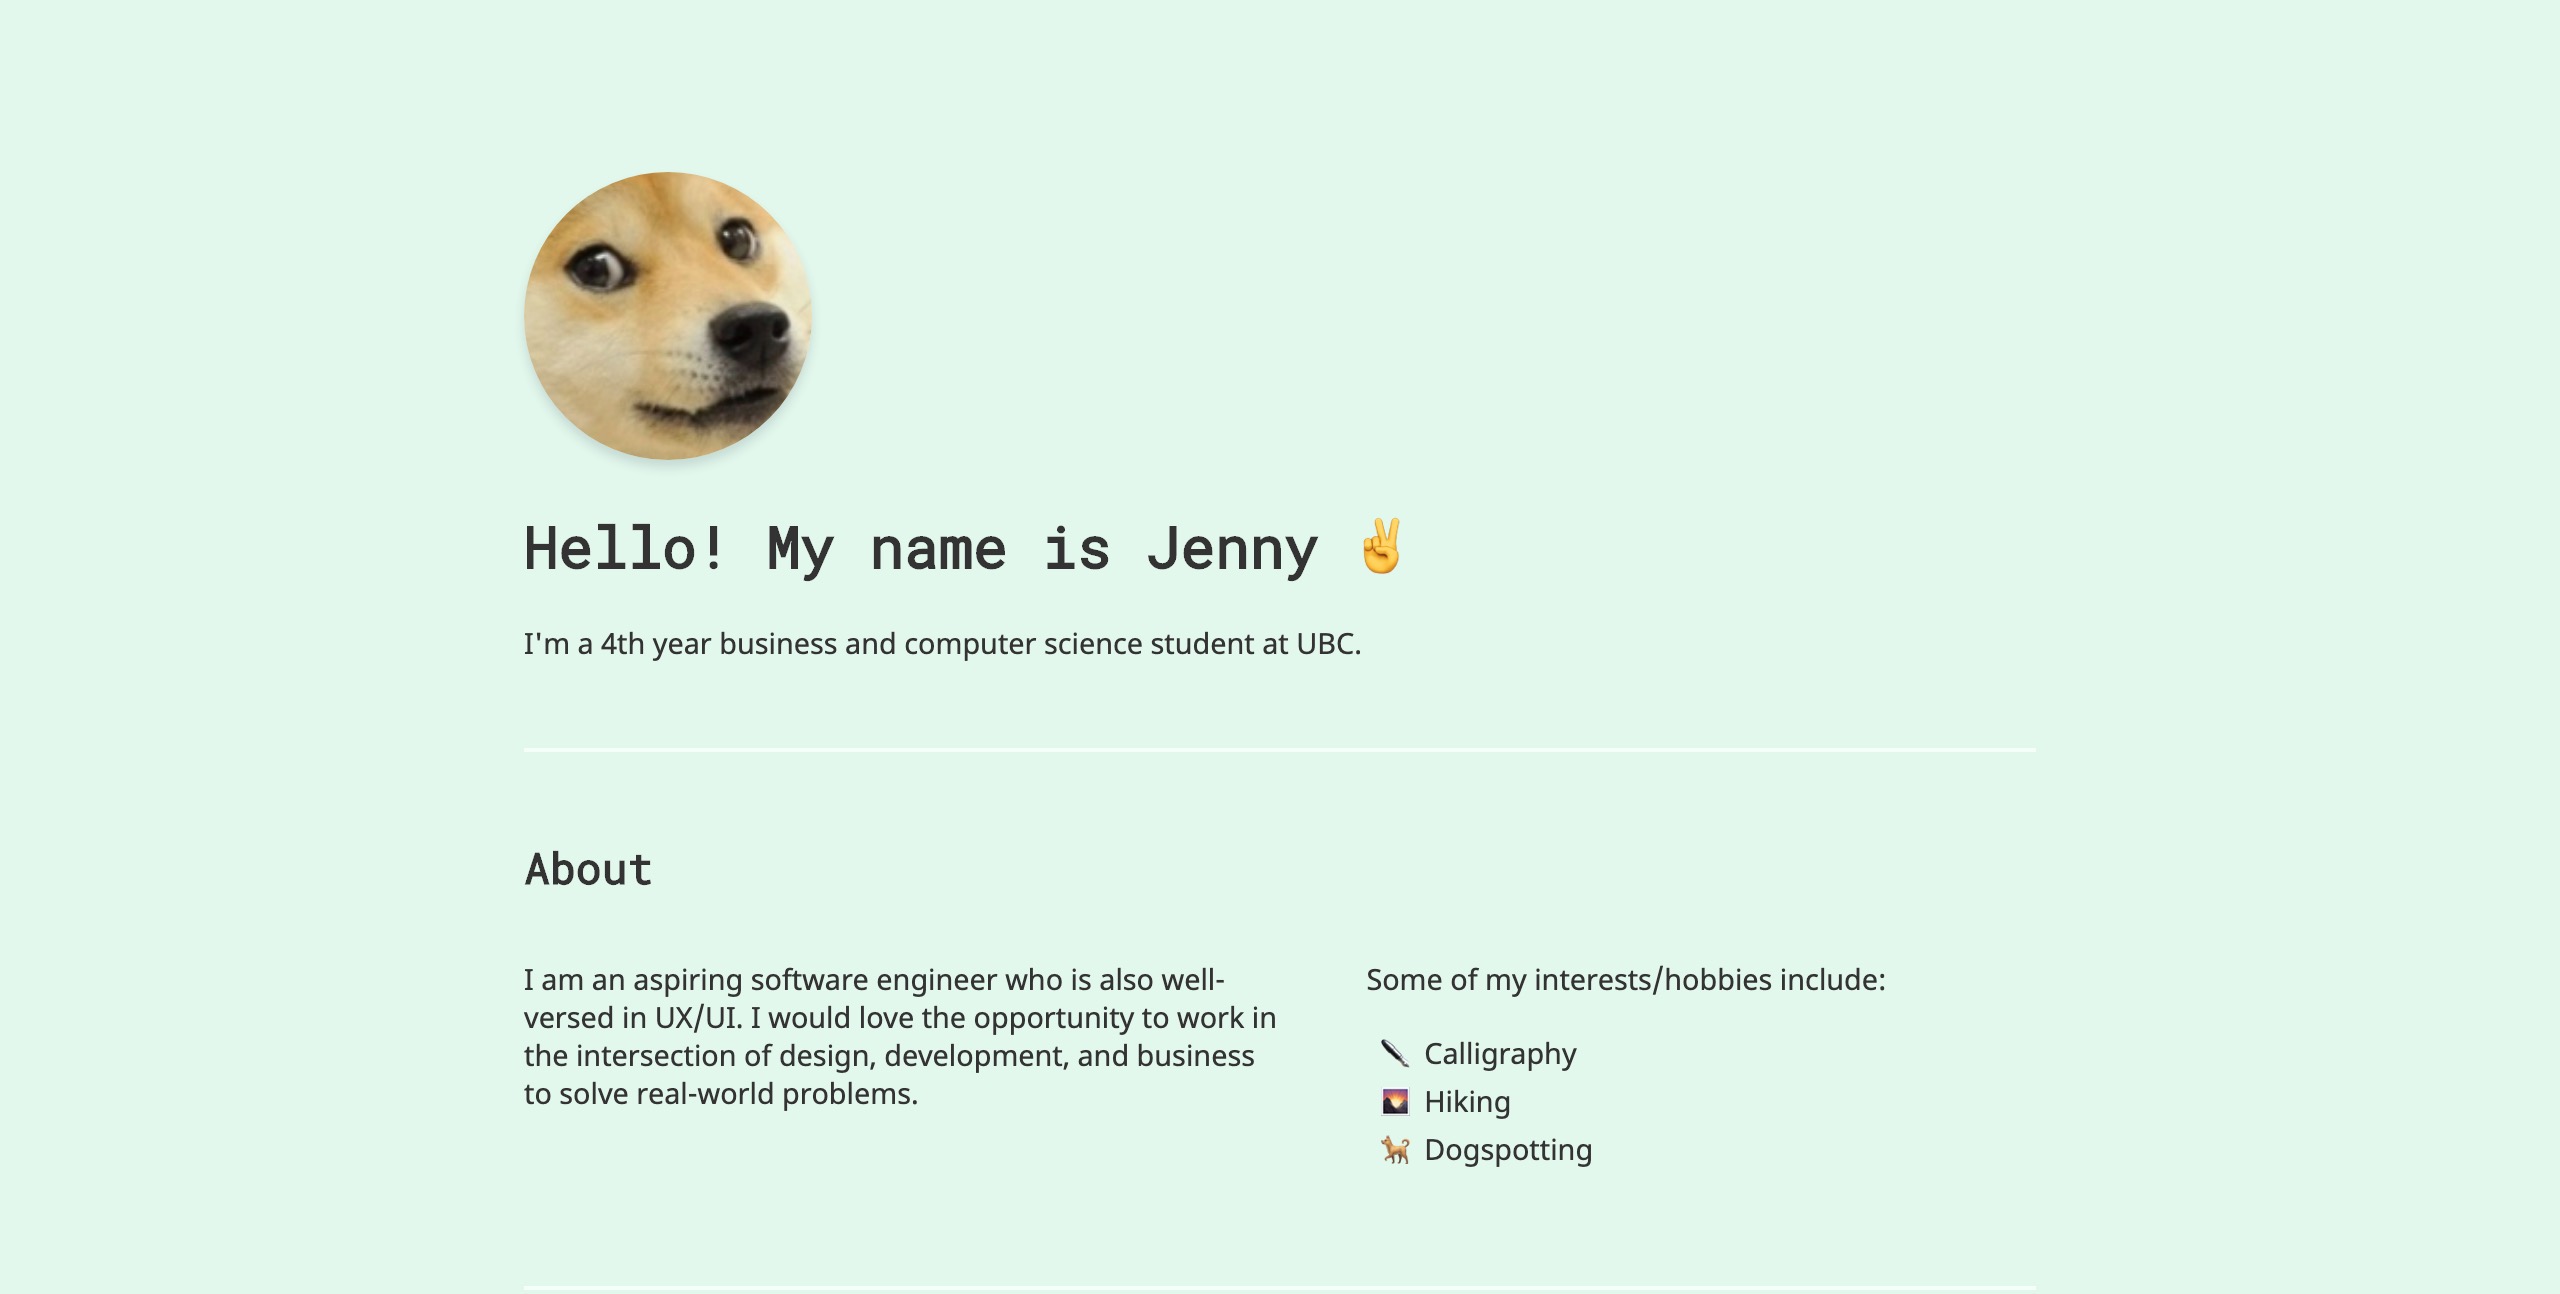 Hello! My name is Jenny ✌️
I'm a 4th year business and computer science student at UBC.
About
I am an aspiring software engineer who is also well-
versed in UX/UI. I would love the opportunity to work in
the intersection of design, development, and business
to solve real-world problems.
Some of my interests/hobbies include:
Calligraphy
Hiking
Dogspotting